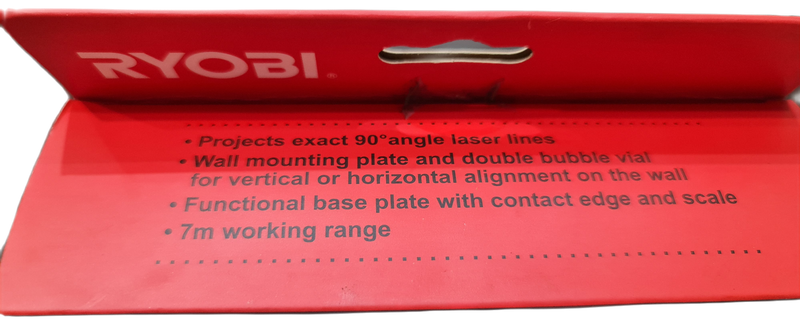 RYOBI.
• Projects exact 90°angle laser lines
• Wall mounting plate and double bubble vial
for vertical or horizontal alignment on the wall
• Functional base plate with contact edge and scale
• 7m working range